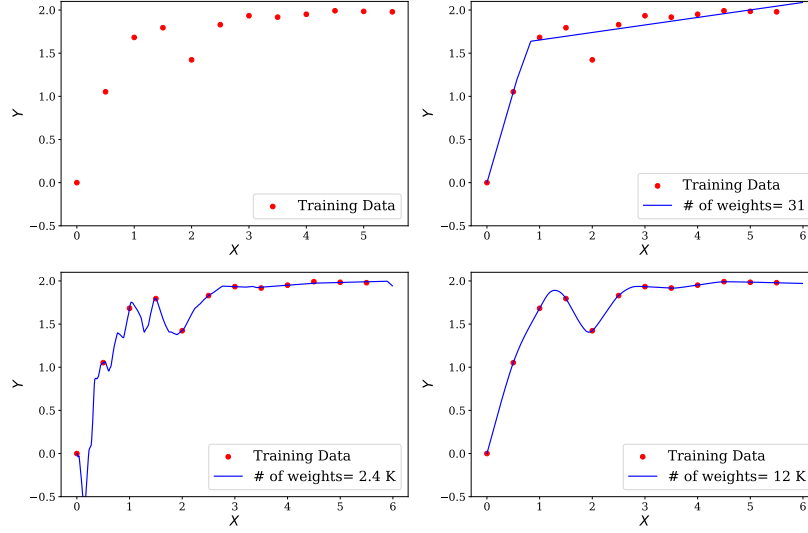 2.0
1.5
1.0
0.5
0.0
−0.5
Y
0 1 2 3 4 5
X
Training Data
2.0
1.5
1.0
0.5
0.0
−0.5
Y
0 1 2 3 4 5 6
X
Training Data
# of weights= 31
2.0
1.5
1.0
0.5
0.0
−0.5
Y
0 1 2 3 4 5 6
X
Training Data
# of weights= 2.4 K
2.0
1.5
1.0
0.5
0.0
−0.5
Y
0 1 2 3 4 5 6
X
Training Data
# of weights= 12 K